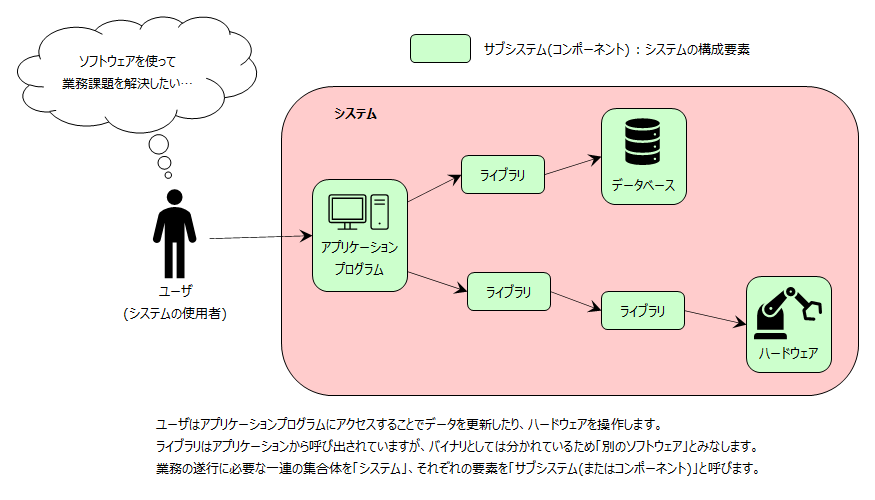 ソフトウェアを使って
業務課題を解決したい…
サブシステム(コンポーネント)：システムの構成要素
システム
データベース
ライブラリ
アプリケーション
プログラム
ライブラリ
ライブラリ
ハードウェア
ユーザ
(システムの使用者)
ユーザはアプリケーションプログラムにアクセスすることでデータを更新したり、ハードウェアを操作します。
ライブラリはアプリケーションから呼び出されていますが、バイナリとしては分かれているため「別のソフトウェア」とみなします。
業務の遂行に必要な一連の集合体を「システム」、それぞれの要素を「サブシステム(またはコンポーネント)」と呼びます。